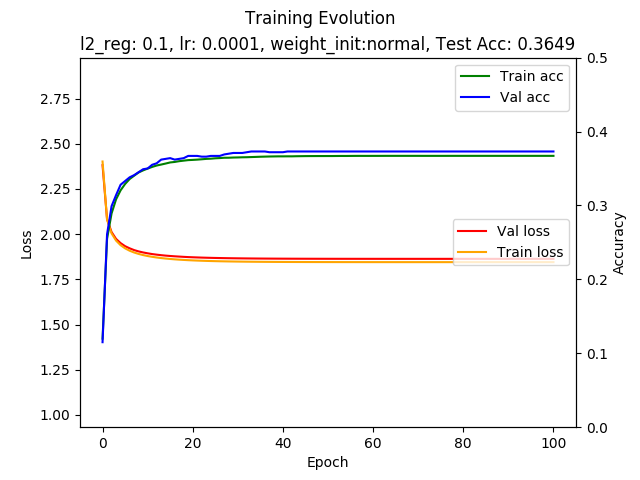 Training Evolution
l2_reg: 0.1, lr: 0.0001, weight_init:normal, Test Acc: 0.3649
Train acc
Val acc
Val loss
Train loss
Loss
2.75
2.50
2.25
2.00
1.75
1.50
1.25
1.00
0.5
0.4
0.3
0.2
0.1
0.0
Accuracy
0 20 40 60 80 100
Epoch